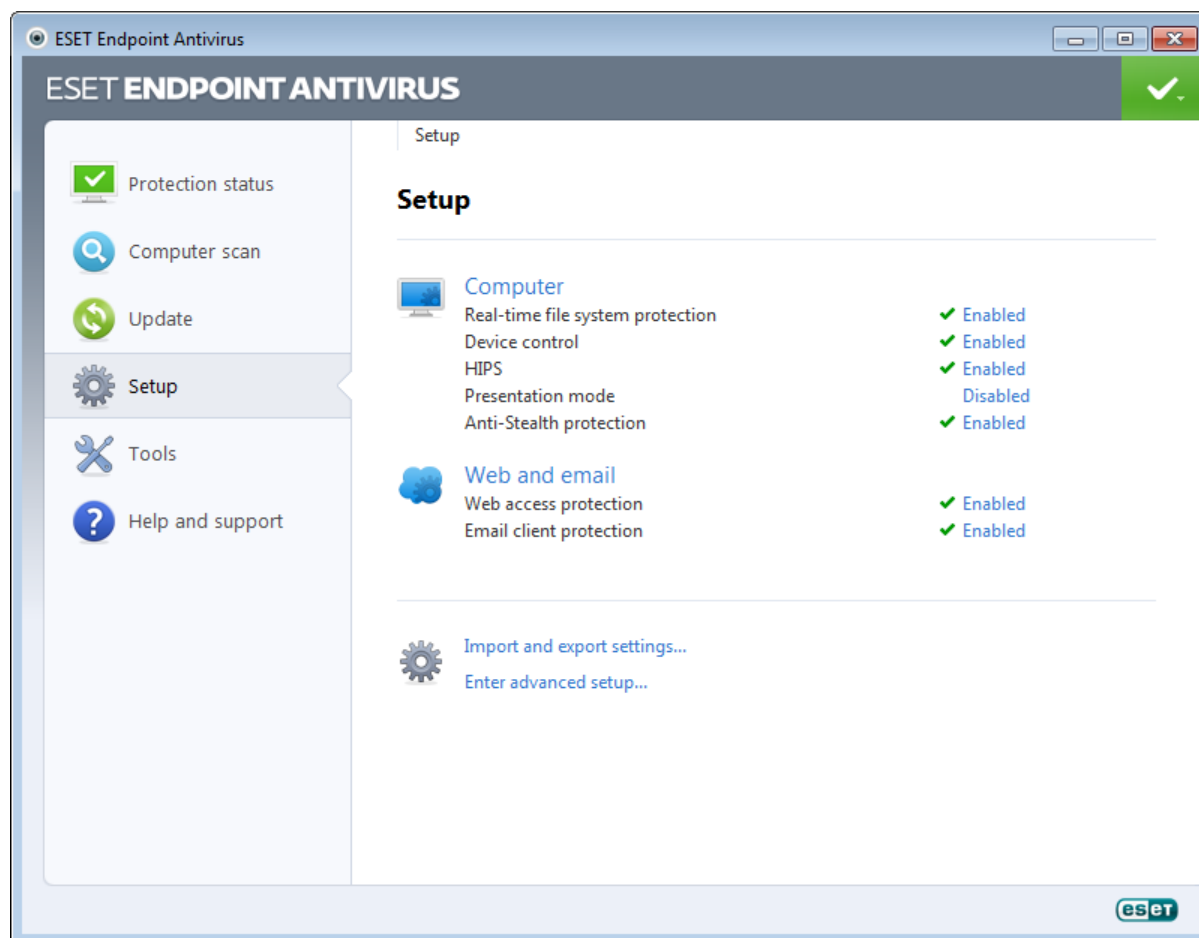 ESET Endpoint Antivirus
ESET ENDPOINT ANTIVIRUS
Protection status
Computer scan
Update
Setup
Tools
Help and support
Setup
Setup
Computer
Real-time file system protection Enabled
Device control Enabled
HIPS Enabled
Presentation mode Disabled
Anti-Stealth protection Enabled
Web and email
Web access protection Enabled
Email client protection Enabled
Import and export settings...
Enter advanced setup...
eset